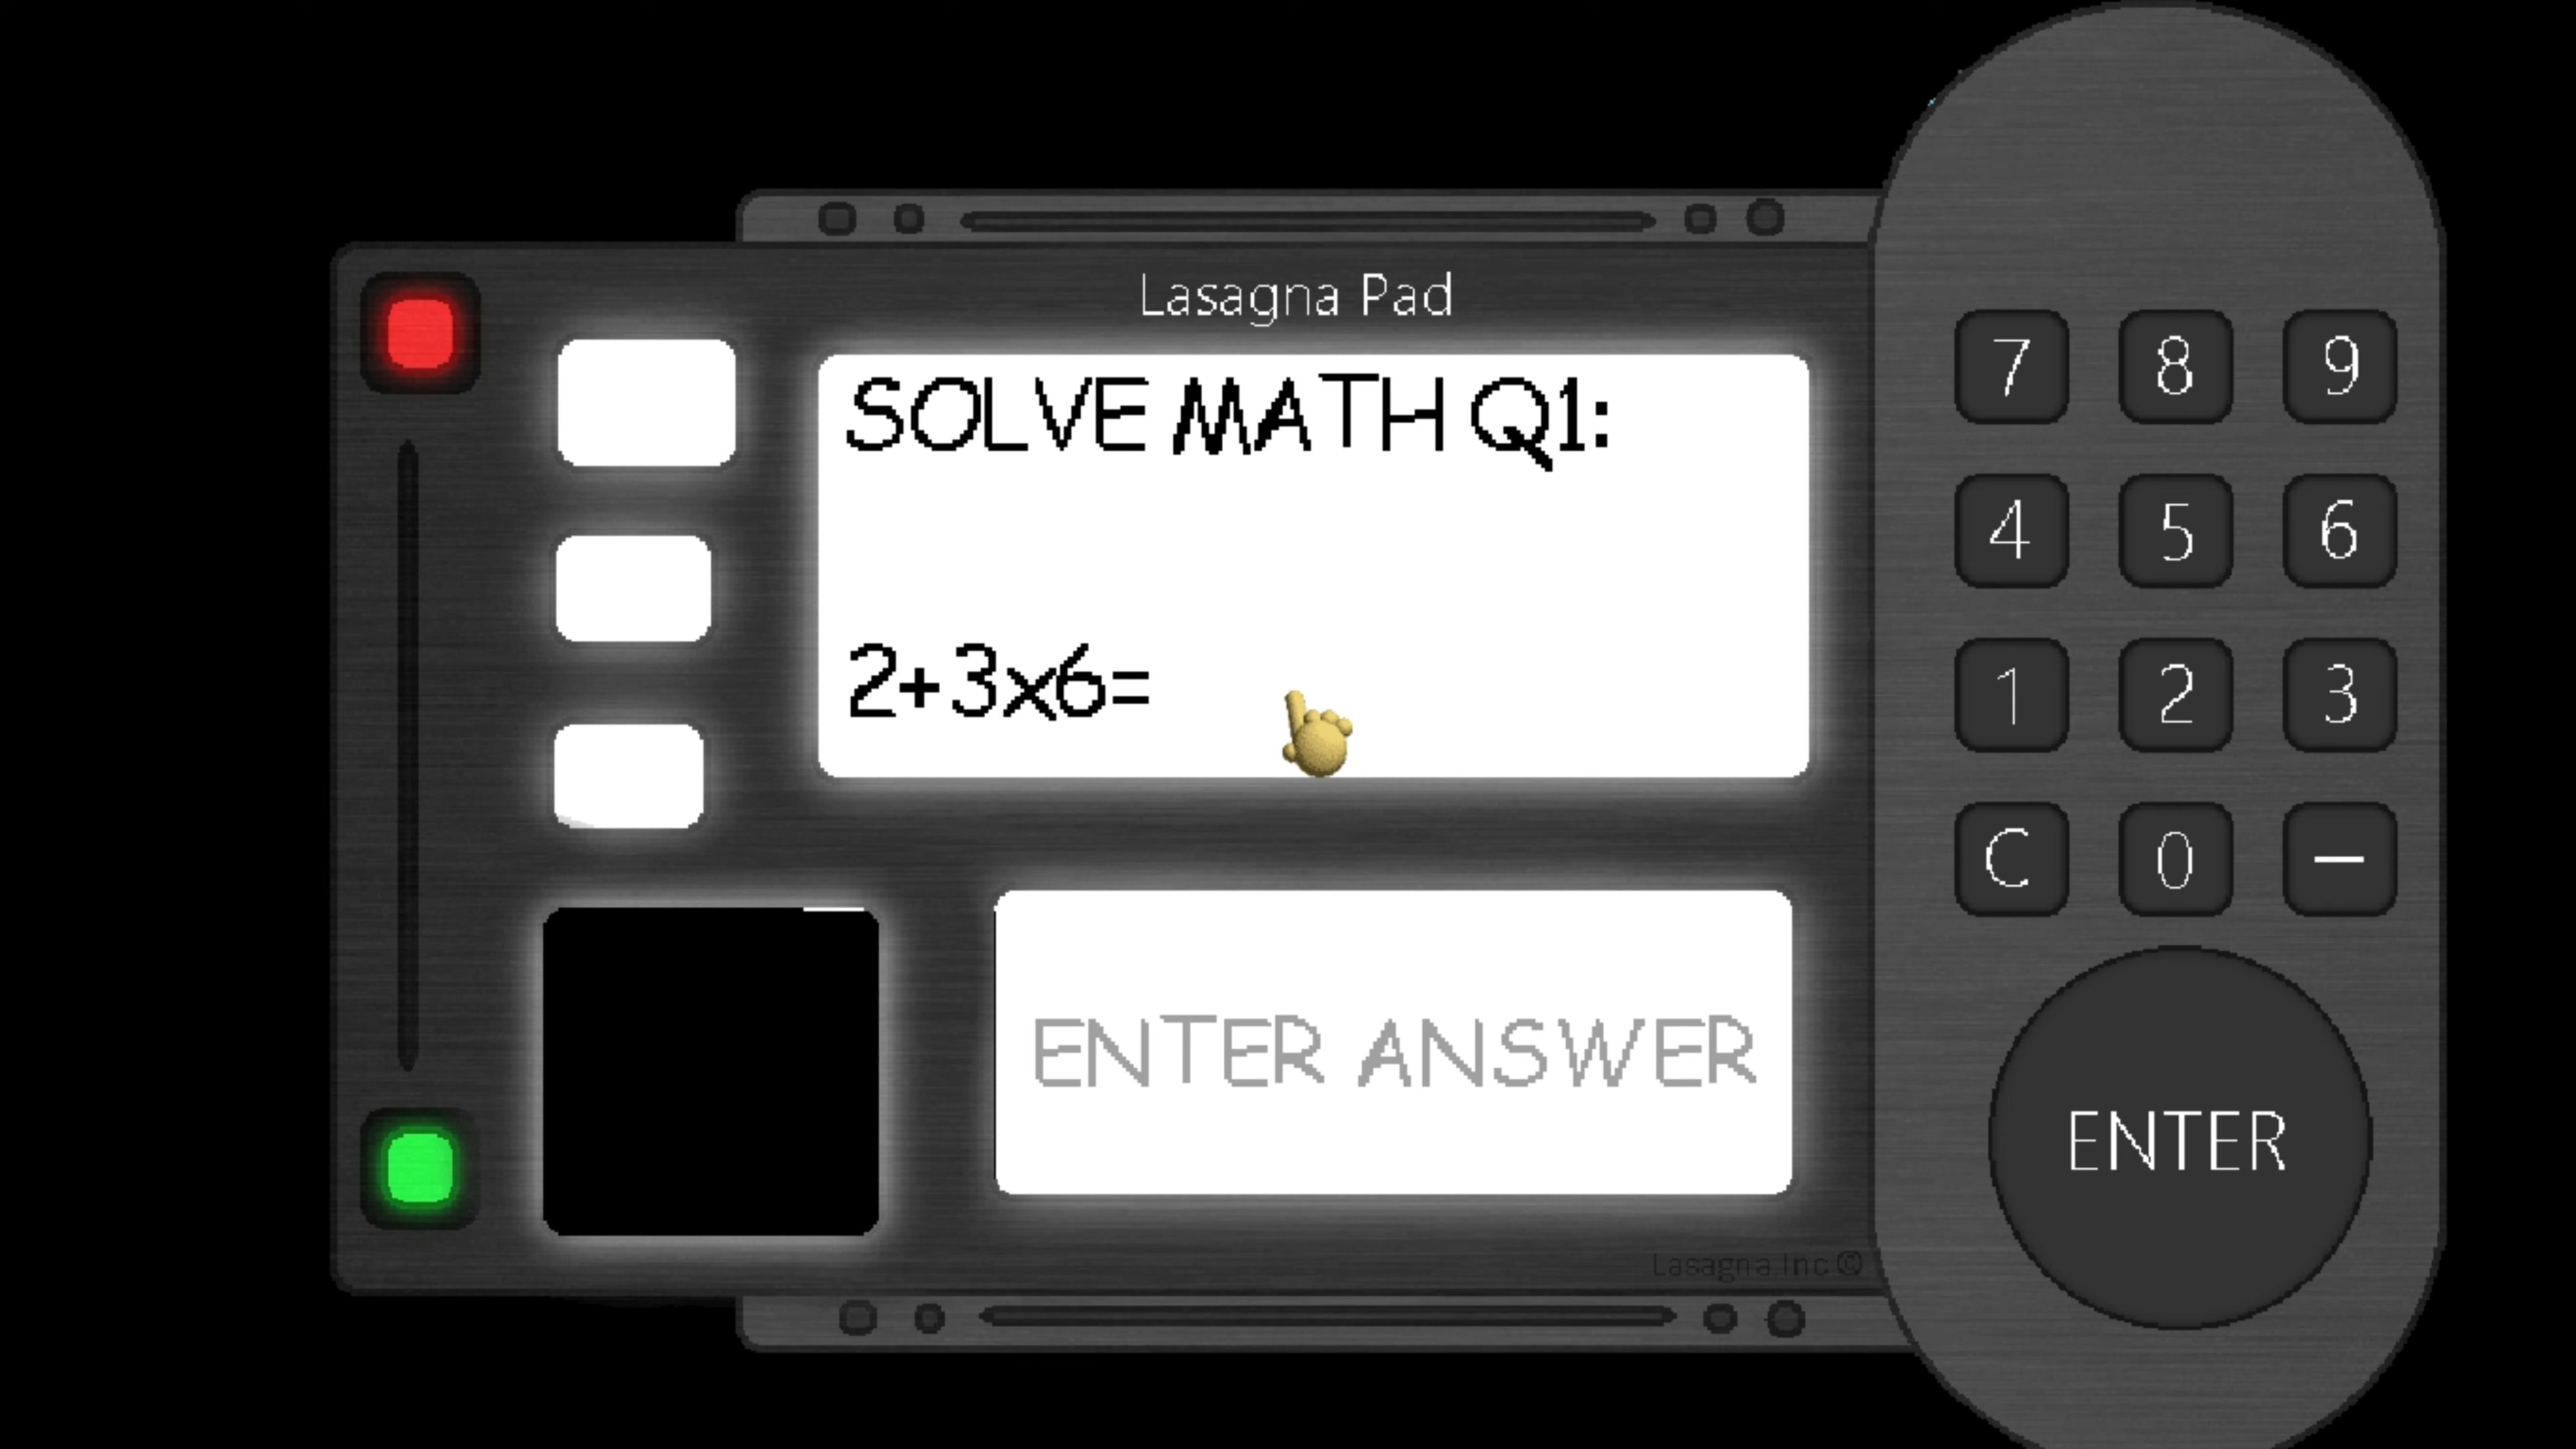 Lasagna Pad
SOLVE MATH Q1:
2+3x6=
7 8 9
4 5 6
1 2 3
C 0 −
ENTER ANSWER
ENTER
Lasagna.Inc ©